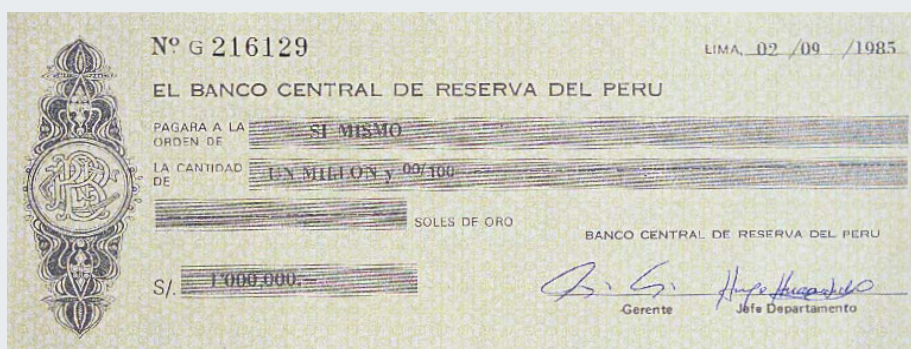 Nº G 216129
LIMA, 02 /09 /1985
EL BANCO CENTRAL DE RESERVA DEL PERU
PAGARA A LA ORDEN DE SI MISMO
LA CANTIDAD DE UN MILLON y 00/100
SOLES DE ORO
BANCO CENTRAL DE RESERVA DEL PERU
S/. 1'000,000.-
Gerente
Jefe Departamento